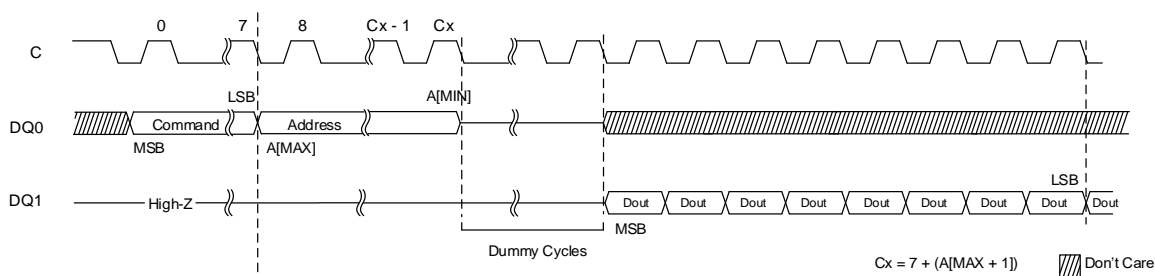 0 7 8 Cx - 1 Cx
C
LSB A[MIN]
DQ0 Command Address
MSB A[MAX]
LSB
DQ1 High-Z Dout Dout Dout Dout Dout Dout Dout Dout Dout
MSB
Dummy Cycles
Cx = 7 + (A[MAX + 1]) Don't Care